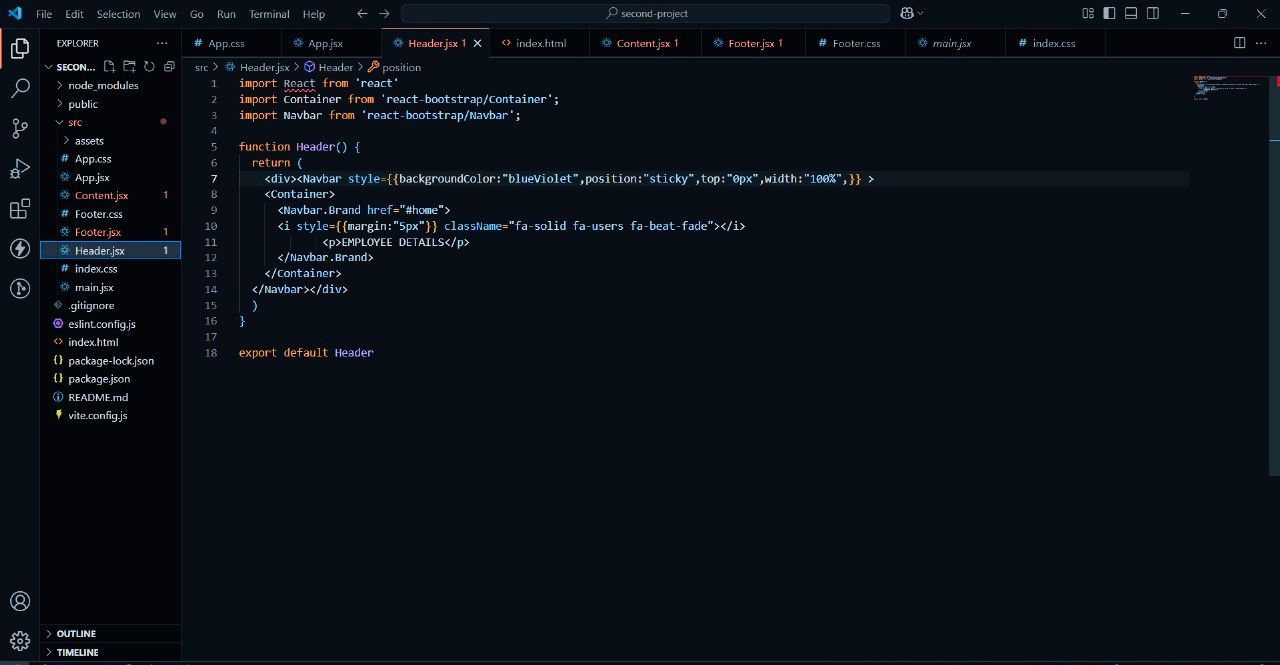 File Edit Selection View Go Run Terminal Help second-project
EXPLORER
App.css App.jsx Header.jsx 1 index.html Content.jsx 1 Footer.jsx 1 Footer.css main.jsx index.css
SECON...
node_modules
public
src
assets
App.css
App.jsx
Content.jsx 1
Footer.css
Footer.jsx 1
Header.jsx 1
index.css
main.jsx
.gitignore
eslint.config.js
index.html
package-lock.json
package.json
README.md
vite.config.js
OUTLINE
TIMELINE
src > Header.jsx > Header > position
1 import React from 'react'
2 import Container from 'react-bootstrap/Container';
3 import Navbar from 'react-bootstrap/Navbar';
4
5 function Header() {
6 return (
7 <div><Navbar style={{backgroundColor:"blueViolet",position:"sticky",top:"0px",width:"100%",}} >
8 <Container>
9 <Navbar.Brand href="#home">
10 <i style={{margin:"5px"}} className="fa-solid fa-users fa-beat-fade"></i>
11 <p>EMPLOYEE DETAILS</p>
12 </Navbar.Brand>
13 </Container>
14 </Navbar></div>
15 )
16 }
17
18 export default Header